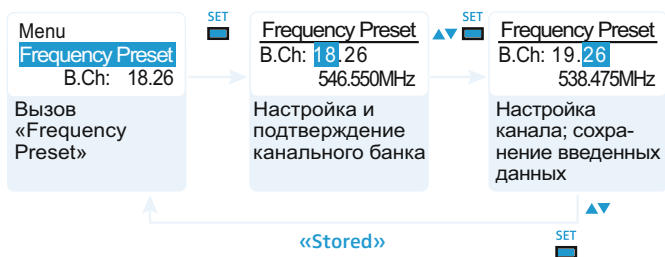 Menu
Frequency Preset
B.Ch: 18.26
Вызов
«Frequency
Preset»
SET
Frequency Preset
B.Ch: 18.26
546.550MHz
Настройка и
подтверждение
канального банка
SET
Frequency Preset
B.Ch: 19.26
538.475MHz
Настройка
канала; сохра-
нение введенных
данных
«Stored»
SET